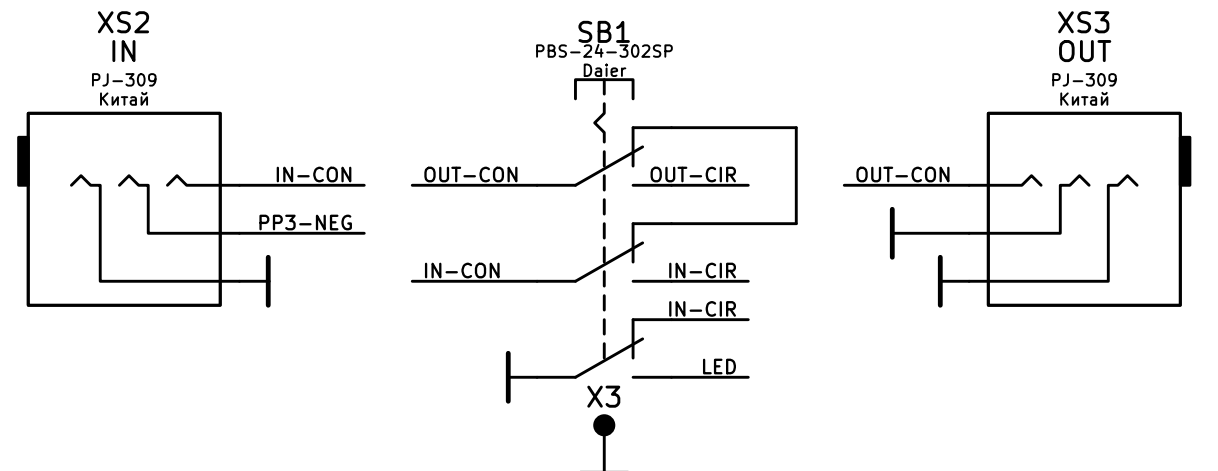 XS2
IN
PJ-309
Китай
IN-CON
PP3-NEG
SB1
PBS-24-302SP
Daier
OUT-CON
OUT-CIR
IN-CON
IN-CIR
IN-CIR
LED
X3
XS3
OUT
PJ-309
Китай
OUT-CON